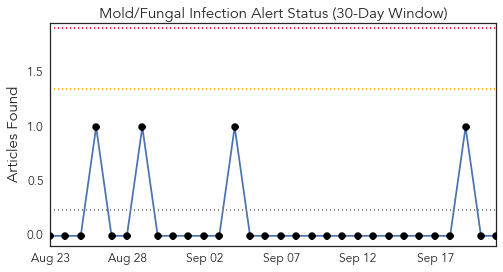 Mold/Fungal Infection Alert Status (30-Day Window)
Articles Found
1.5
1.0
0.5
0.0
Aug 23 Aug 28 Sep 02 Sep 07 Sep 12 Sep 17